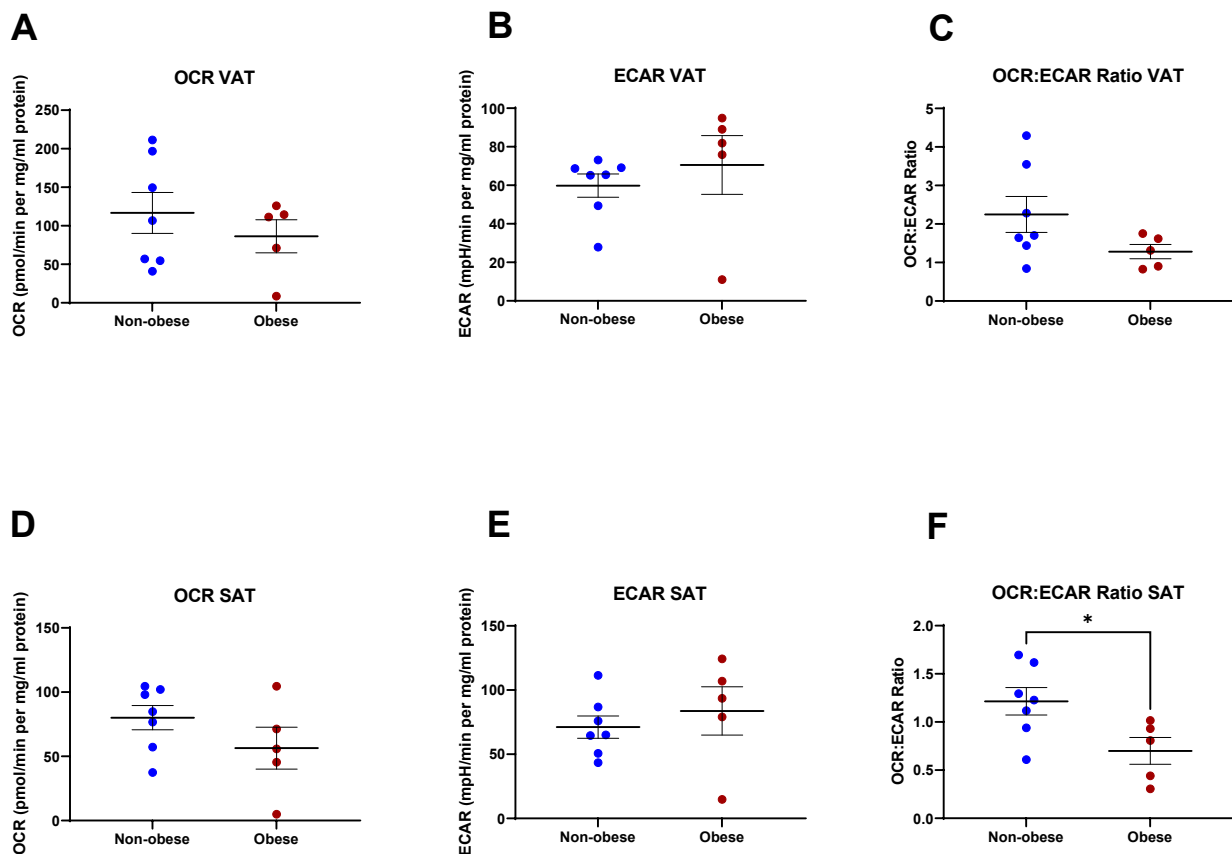 A
OCR VAT
OCR (pmol/min per mg/ml protein)
250
200
150
100
50
0
Non-obese
Obese
B
ECAR VAT
ECAR (mpH/min per mg/ml protein)
100
80
60
40
20
0
Non-obese
Obese
C
OCR:ECAR Ratio VAT
OCR:ECAR Ratio
5
4
3
2
1
0
Non-obese
Obese
D
OCR SAT
OCR (pmol/min per mg/ml protein)
150
100
50
0
Non-obese
Obese
E
ECAR SAT
ECAR (mpH/min per mg/ml protein)
150
100
50
0
Non-obese
Obese
F
OCR:ECAR Ratio SAT
OCR:ECAR Ratio
2.0
1.5
1.0
0.5
0.0
*
Non-obese
Obese